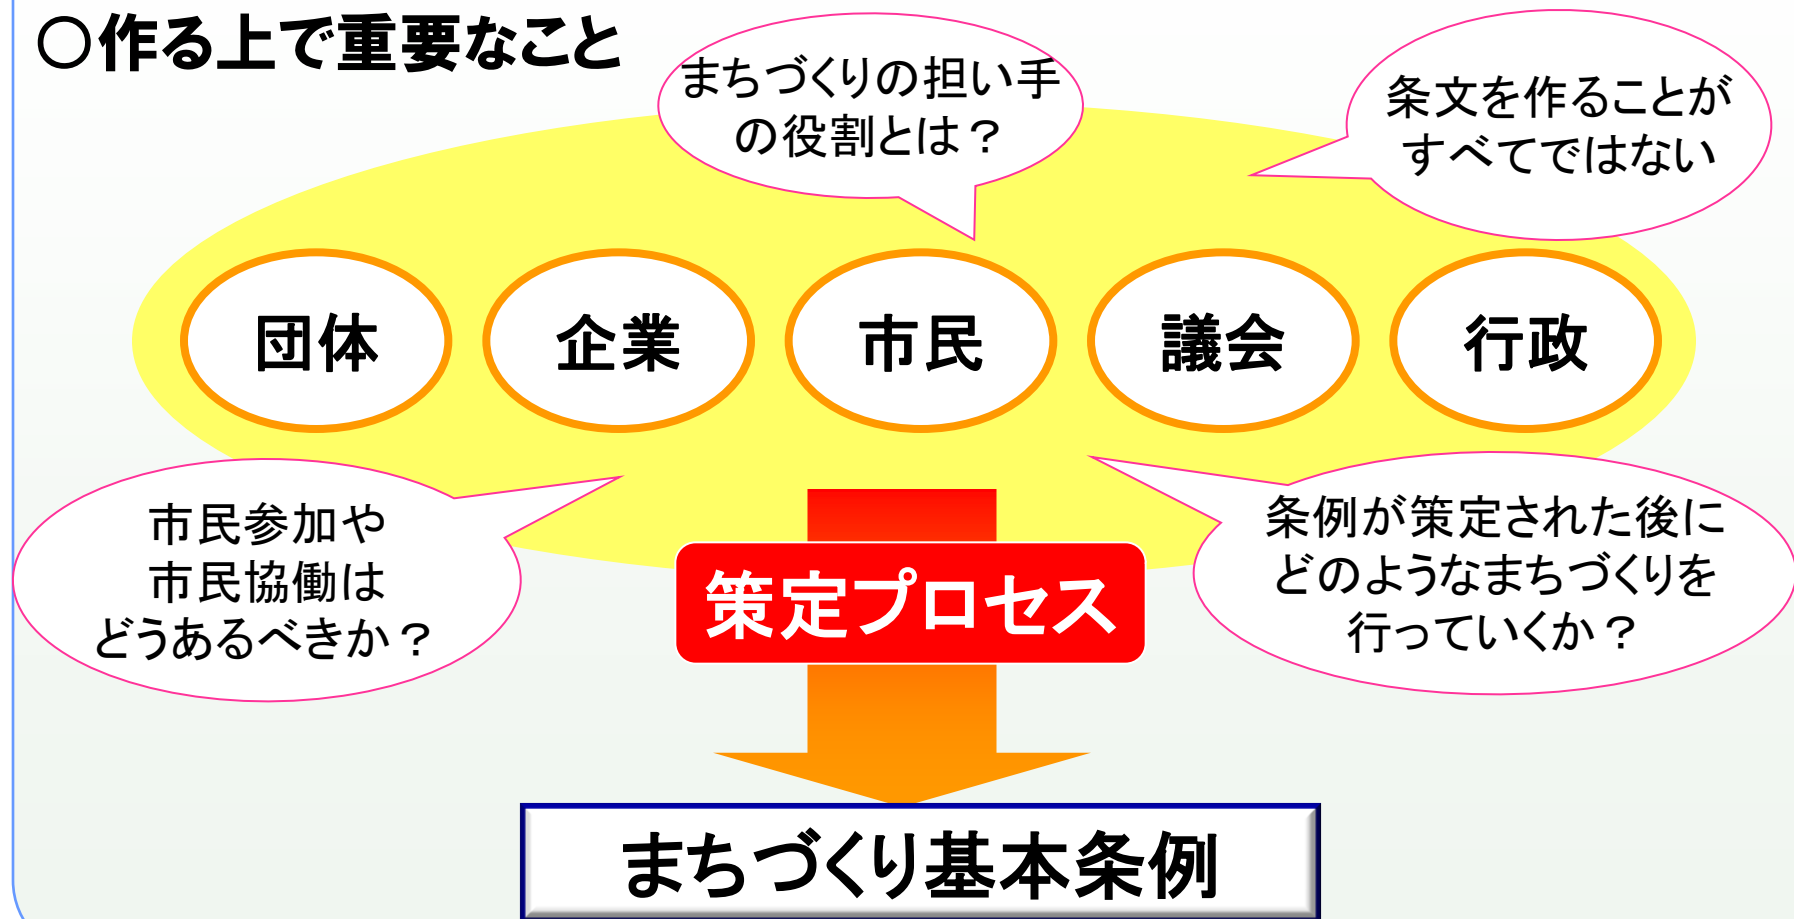 ○作る上で重要なこと
まちづくりの担い手
の役割とは？
条文を作ることが
すべてではない
団体
企業
市民
議会
行政
市民参加や
市民協働は
どうあるべきか？
条例が策定された後に
どのようなまちづくりを
行っていくか？
策定プロセス
まちづくり基本条例